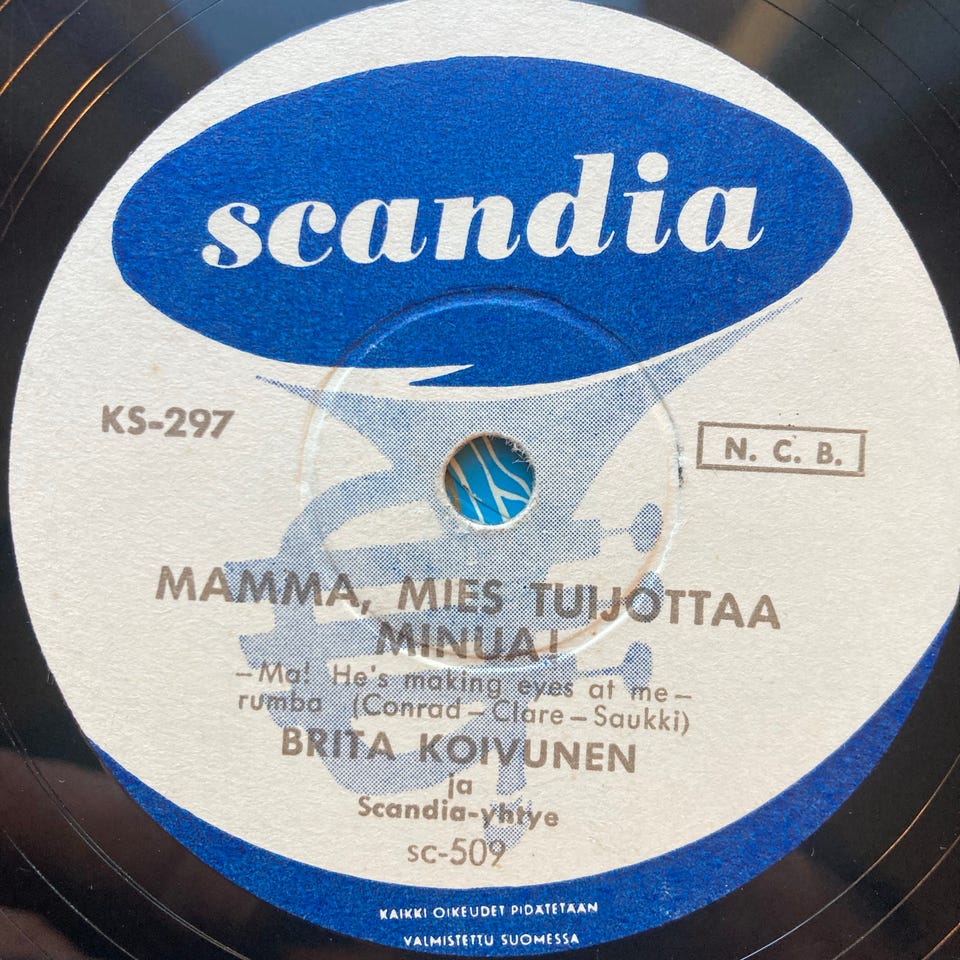 scandia
KS-297
N. C. B.
MAMMA, MIES TUIJOTTAA
MINUA!
—Ma! He's making eyes at me—
rumba (Conrad—Clare—Saukki)
BRITA KOIVUNEN
ja
Scandia-yhtye
SC-509
KAIKKI OIKEUDET PIDÄTETÄÄN
VALMISTETTU SUOMESSA